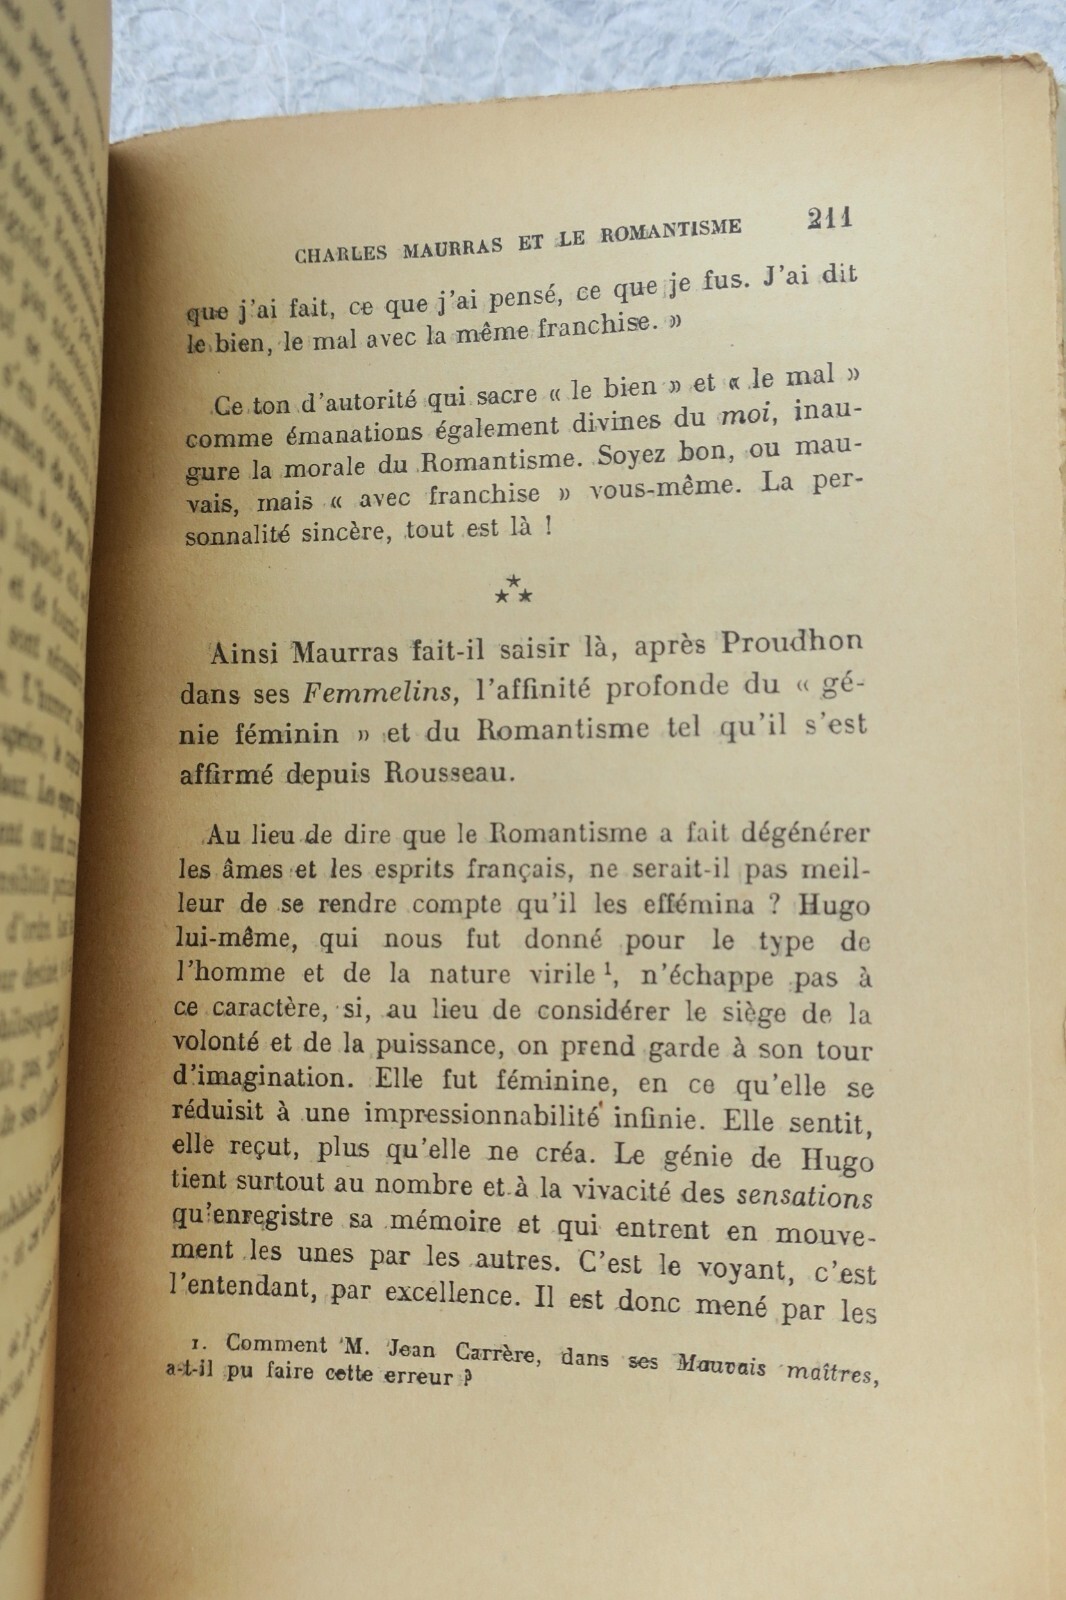 CHARLES MAURRAS ET LE ROMANTISME 211
que j'ai fait, ce que j'ai pensé, ce que je fus. J'ai dit
le bien, le mal avec la même franchise. »
Ce ton d'autorité qui sacre « le bien » et « le mal »
comme émanations également divines du moi, inau-
gure la morale du Romantisme. Soyez bon, ou mau-
vais, mais « avec franchise » vous-même. La per-
sonnalité sincère, tout est là !
Ainsi Maurras fait-il saisir là, après Proudhon
dans ses Femmelins, l'affinité profonde du « gé-
nie féminin » et du Romantisme tel qu'il s'est
affirmé depuis Rousseau.
Au lieu de dire que le Romantisme a fait dégénérer
les âmes et les esprits français, ne serait-il pas meil-
leur de se rendre compte qu'il les effémina ? Hugo
lui-même, qui nous fut donné pour le type de
l'homme et de la nature virile ¹, n'échappe pas à
ce caractère, si, au lieu de considérer le siège de la
volonté et de la puissance, on prend garde à son tour
d'imagination. Elle fut féminine, en ce qu'elle se
réduisit à une impressionnabilité infinie. Elle sentit,
elle reçut, plus qu'elle ne créa. Le génie de Hugo
tient surtout au nombre et à la vivacité des sensations
qu'enregistre sa mémoire et qui entrent en mouve-
ment les unes par les autres. C'est le voyant, c'est
l'entendant, par excellence. Il est donc mené par les
1. Comment M. Jean Carrère, dans ses Mauvais maîtres,
a-t-il pu faire cette erreur ?